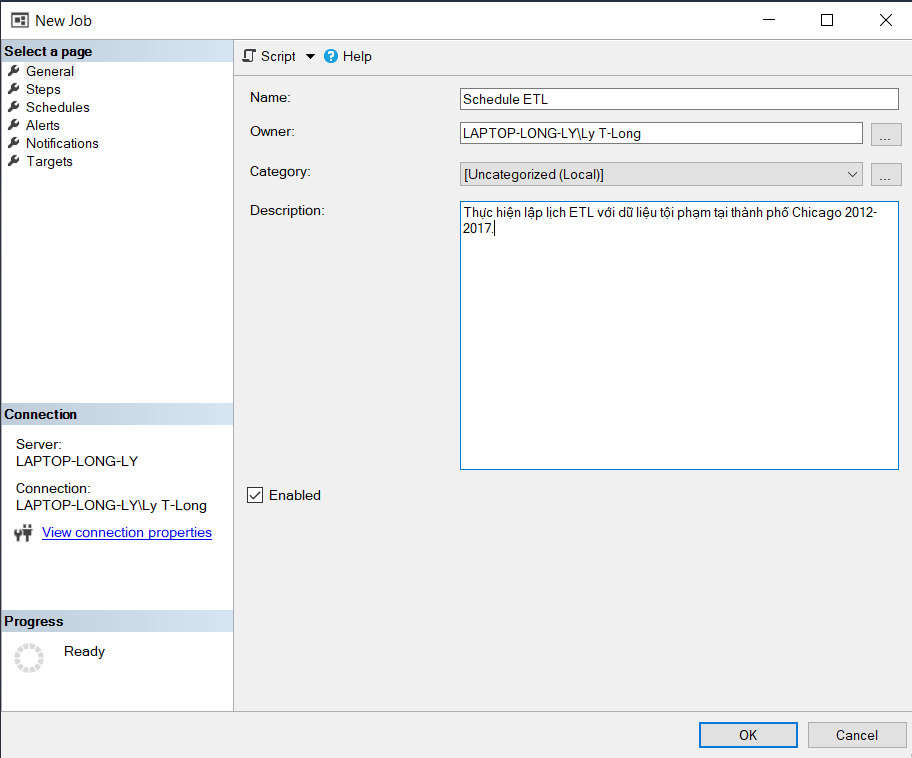 New Job
Select a page
General
Steps
Schedules
Alerts
Notifications
Targets
Script
Help
Name:
Schedule ETL
Owner:
LAPTOP-LONG-LY\Ly T-Long
...
Category:
[Uncategorized (Local)]
...
Description:
Thực hiện lập lịch ETL với dữ liệu tội phạm tại thành phố Chicago 2012-
2017.
Enabled
Connection
Server:
LAPTOP-LONG-LY
Connection:
LAPTOP-LONG-LY\Ly T-Long
View connection properties
Progress
Ready
OK
Cancel